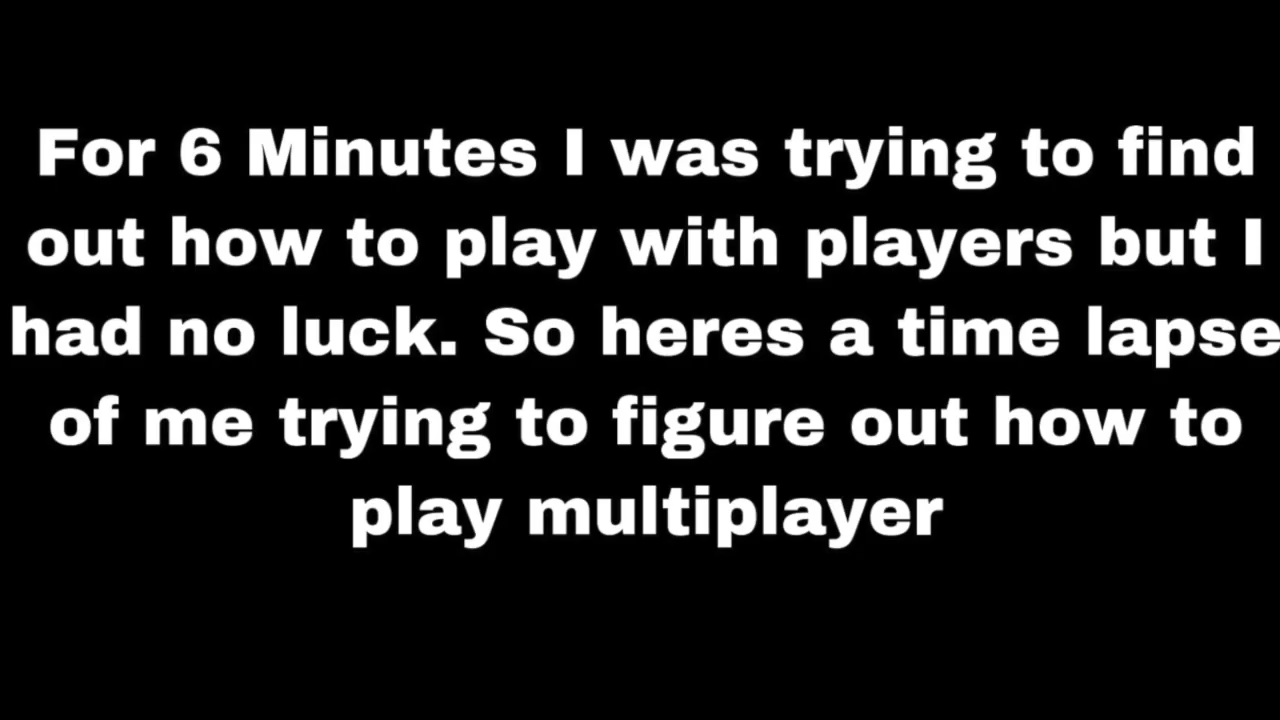 For 6 Minutes I was trying to find
out how to play with players but I
had no luck. So heres a time lapse
of me trying to figure out how to
play multiplayer